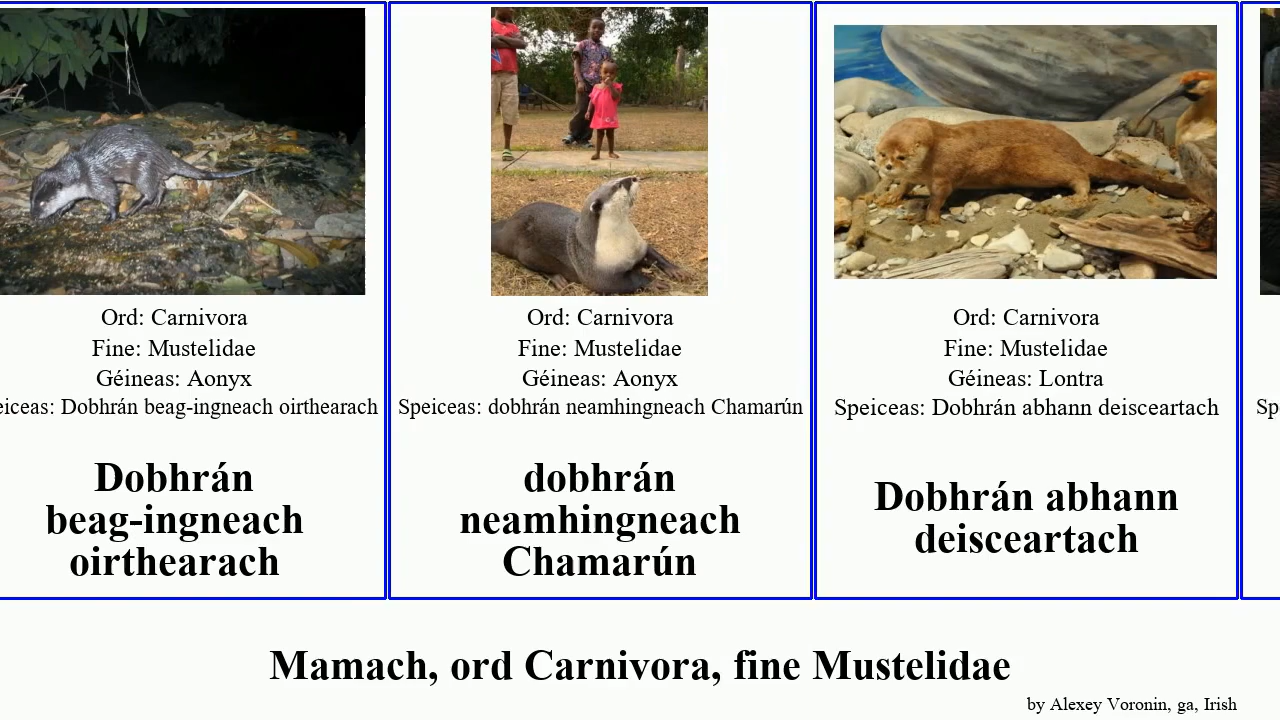 Ord: Carnivora
Fine: Mustelidae
Géineas: Aonyx
eiceas: Dobhrán beag-ingneach oirthearach
Dobhrán
beag-ingneach
oirthearach
Ord: Carnivora
Fine: Mustelidae
Géineas: Aonyx
Speiceas: dobhrán neamhingneach Chamarún
dobhrán
neamhingneach
Chamarún
Ord: Carnivora
Fine: Mustelidae
Géineas: Lontra
Speiceas: Dobhrán abhann deisceartach
Dobhrán abhann
deisceartach
Sp
Mamach, ord Carnivora, fine Mustelidae
by Alexey Voronin, ga, Irish